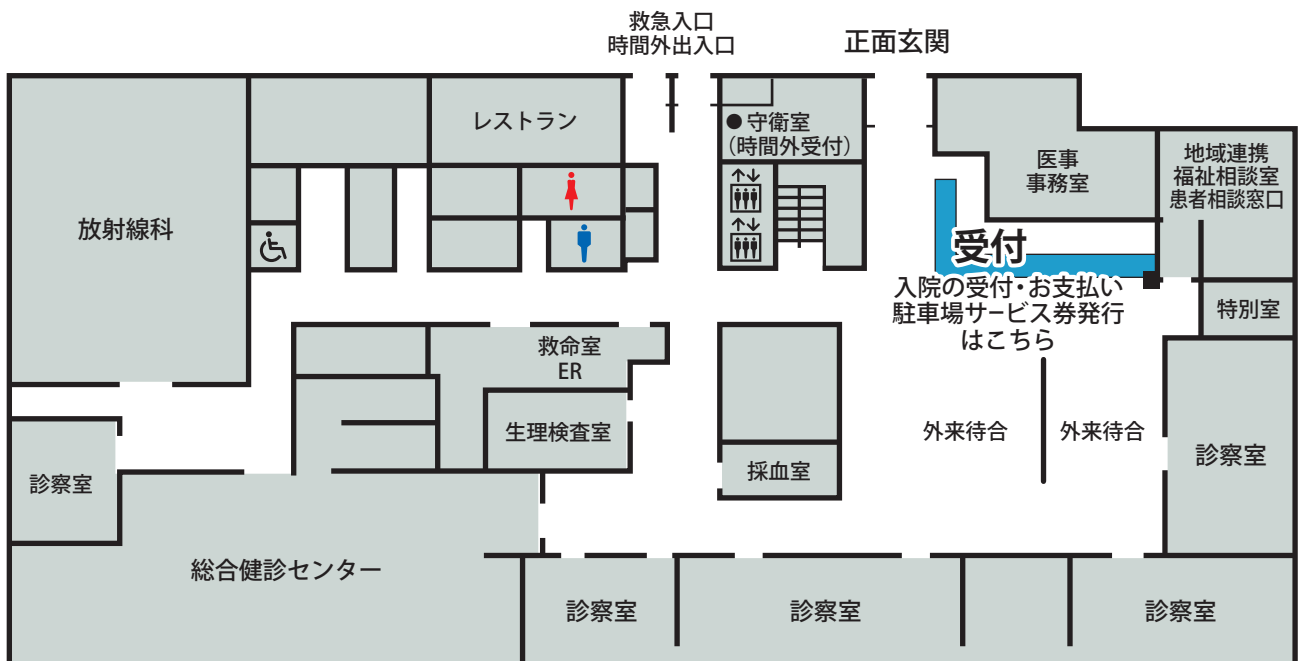 救急入口
時間外出入口
正面玄関
レストラン
●守衛室
（時間外受付）
医事
事務室
地域連携
福祉相談室
患者相談窓口
放射線科
受付
入院の受付・お支払い
駐車場サービス券発行
はこちら
特別室
救命室
ER
生理検査室
外来待合
外来待合
診察室
採血室
診察室
総合健診センター
診察室
診察室
診察室